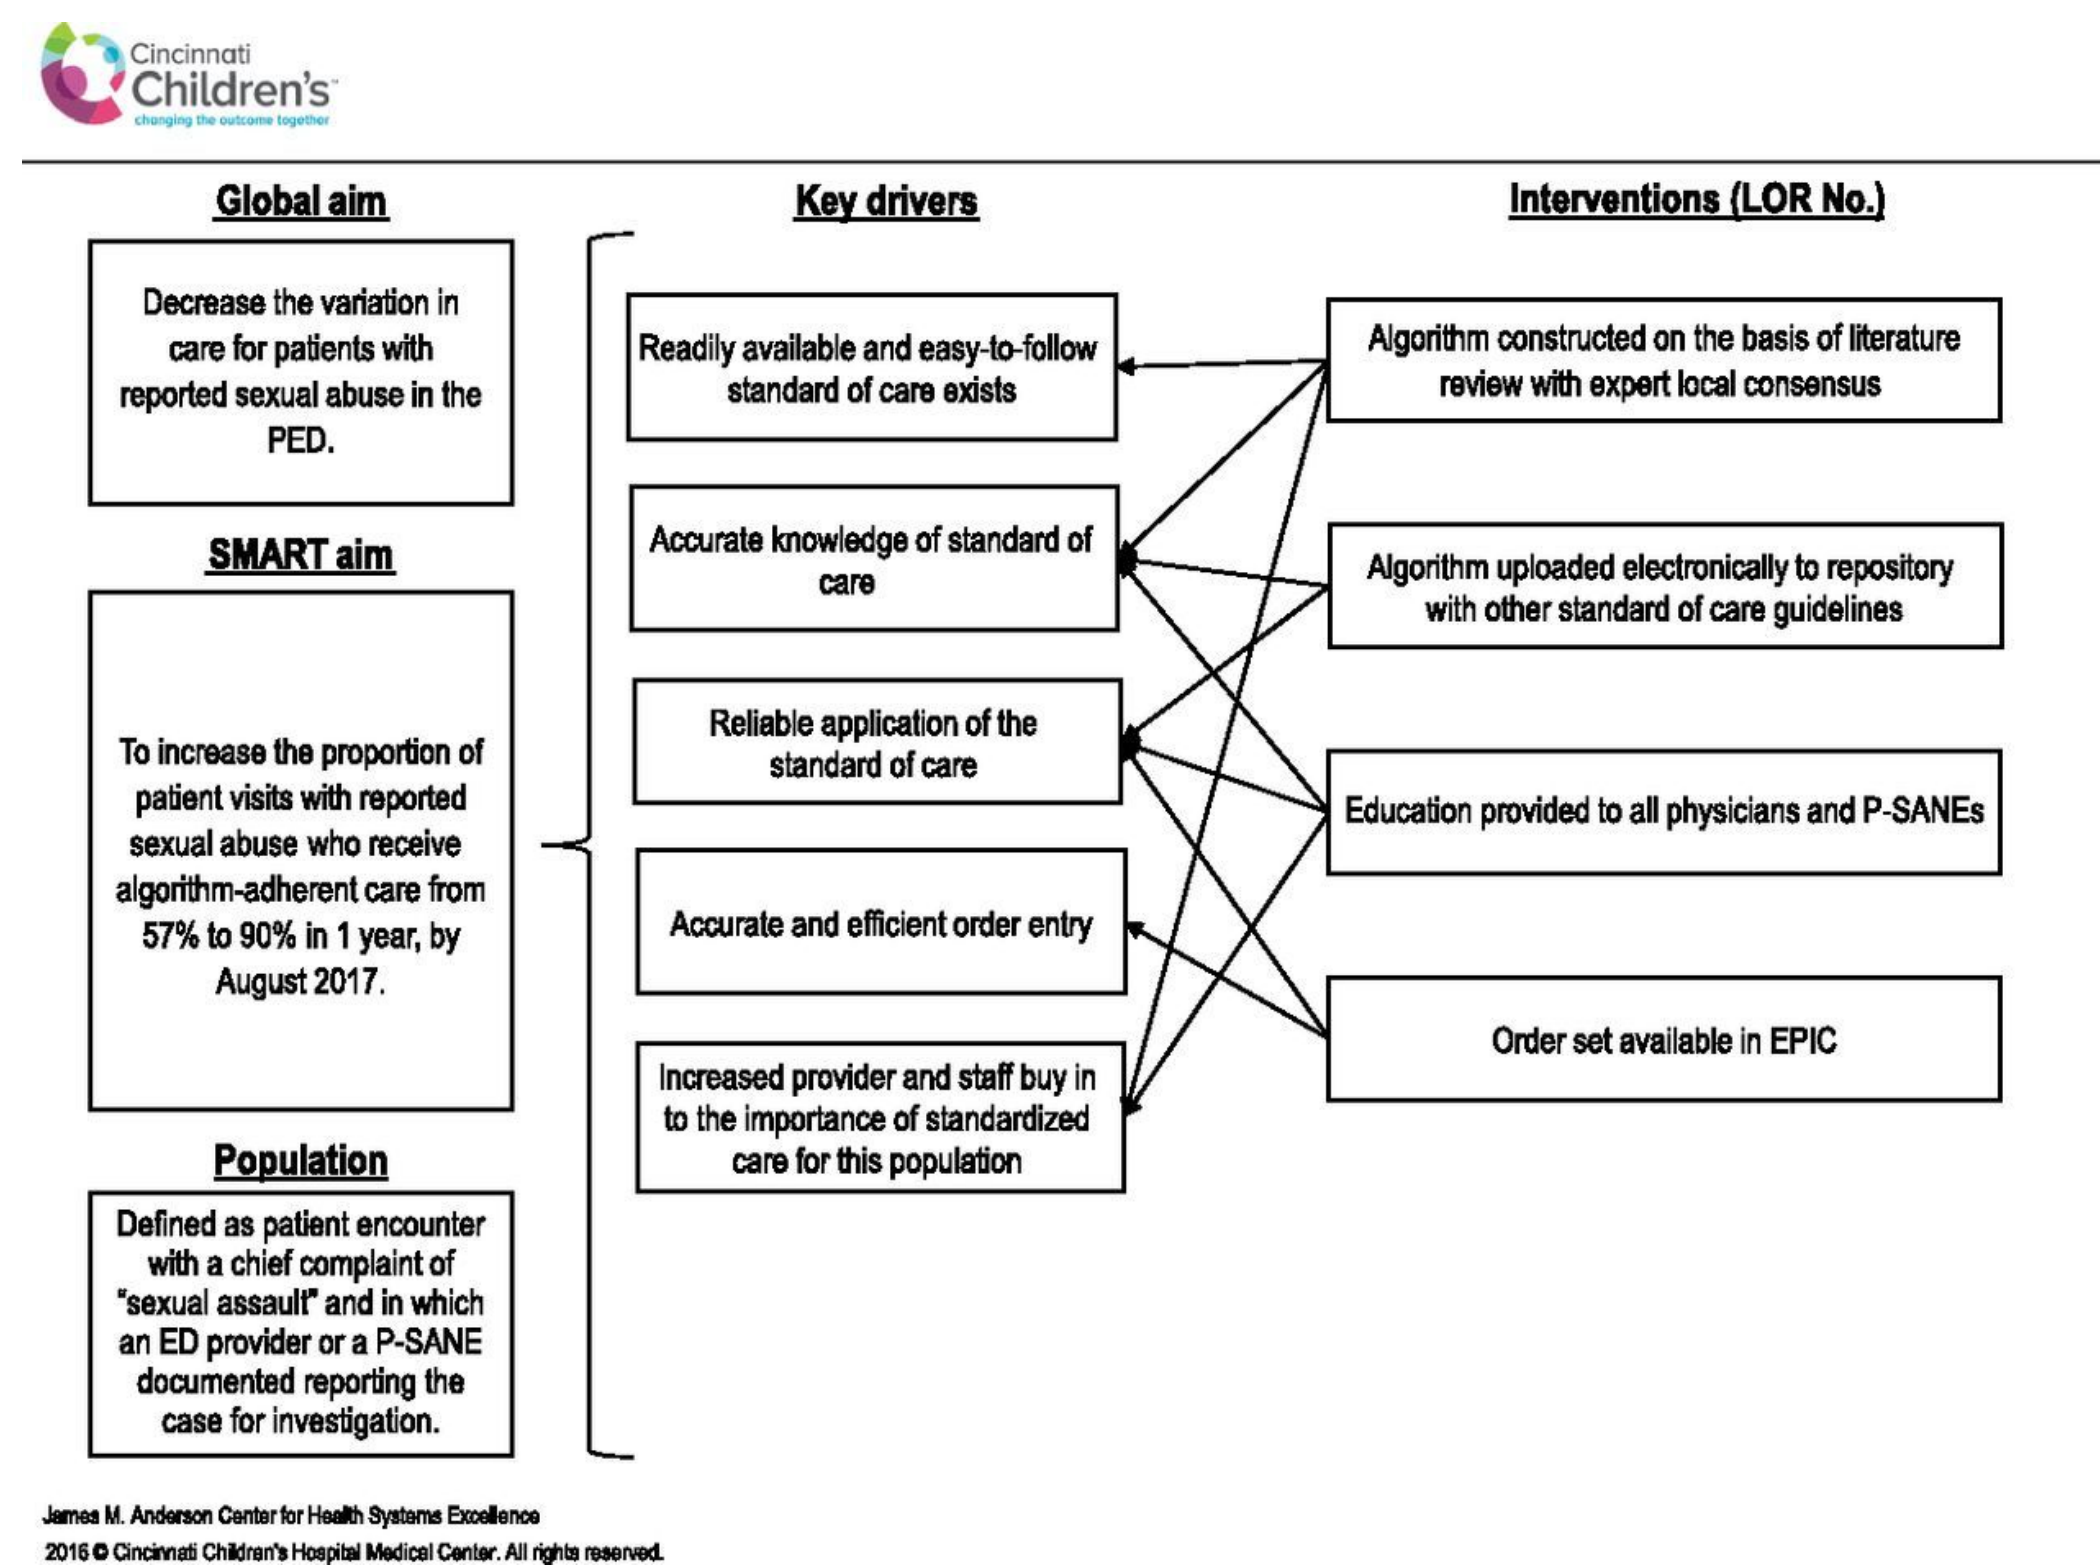 Cincinnati
Children's™
changing the outcome together
Global aim
Decrease the variation in
care for patients with
reported sexual abuse in the
PED.
SMART aim
To increase the proportion of
patient visits with reported
sexual abuse who receive
algorithm-adherent care from
57% to 90% in 1 year, by
August 2017.
Population
Defined as patient encounter
with a chief complaint of
“sexual assault” and in which
an ED provider or a P-SANE
documented reporting the
case for investigation.
Key drivers
Readily available and easy-to-follow
standard of care exists
Accurate knowledge of standard of
care
Reliable application of the
standard of care
Accurate and efficient order entry
Increased provider and staff buy in
to the importance of standardized
care for this population
Interventions (LOR No.)
Algorithm constructed on the basis of literature
review with expert local consensus
Algorithm uploaded electronically to repository
with other standard of care guidelines
Education provided to all physicians and P-SANEs
Order set available in EPIC
James M. Anderson Center for Health Systems Excellence
2016 © Cincinnati Children's Hospital Medical Center. All rights reserved.